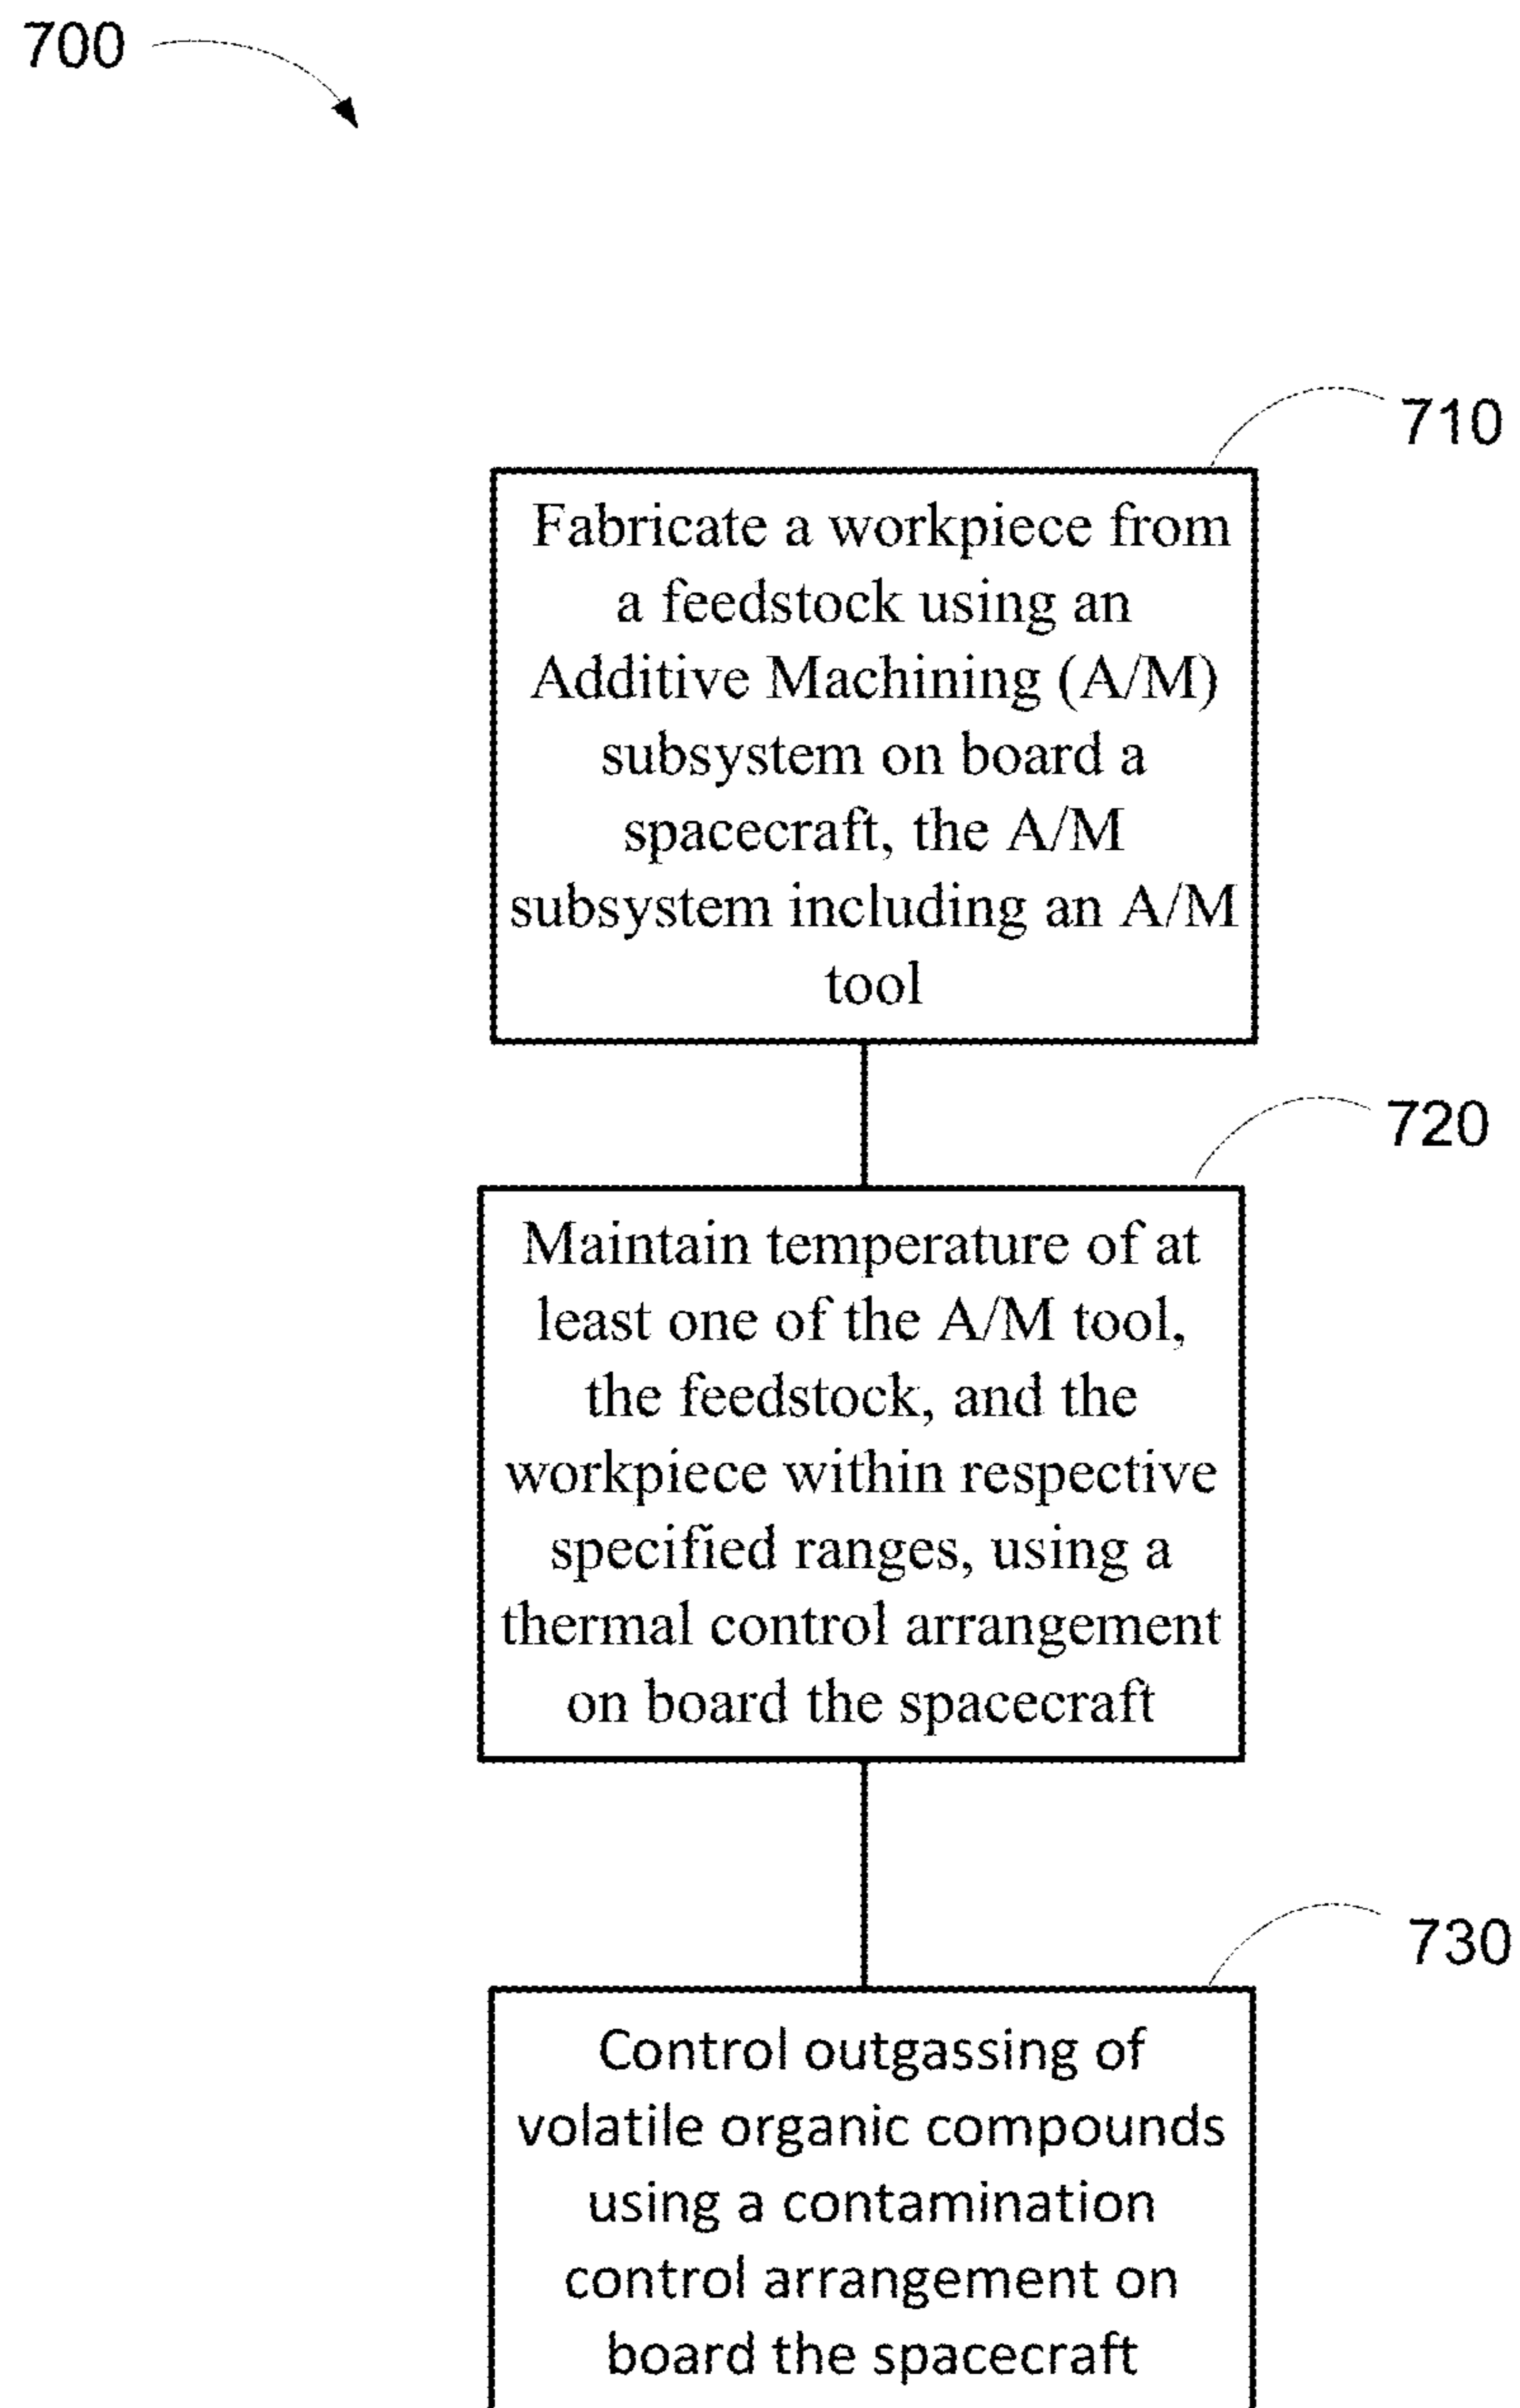 700
710
Fabricate a workpiece from
a feedstock using an
Additive Machining (A/M)
subsystem on board a
spacecraft, the A/M
subsystem including an A/M
tool
720
Maintain temperature of at
least one of the A/M tool,
the feedstock, and the
workpiece within respective
specified ranges, using a
thermal control arrangement
on board the spacecraft
730
Control outgassing of
volatile organic compounds
using a contamination
control arrangement on
board the spacecraft